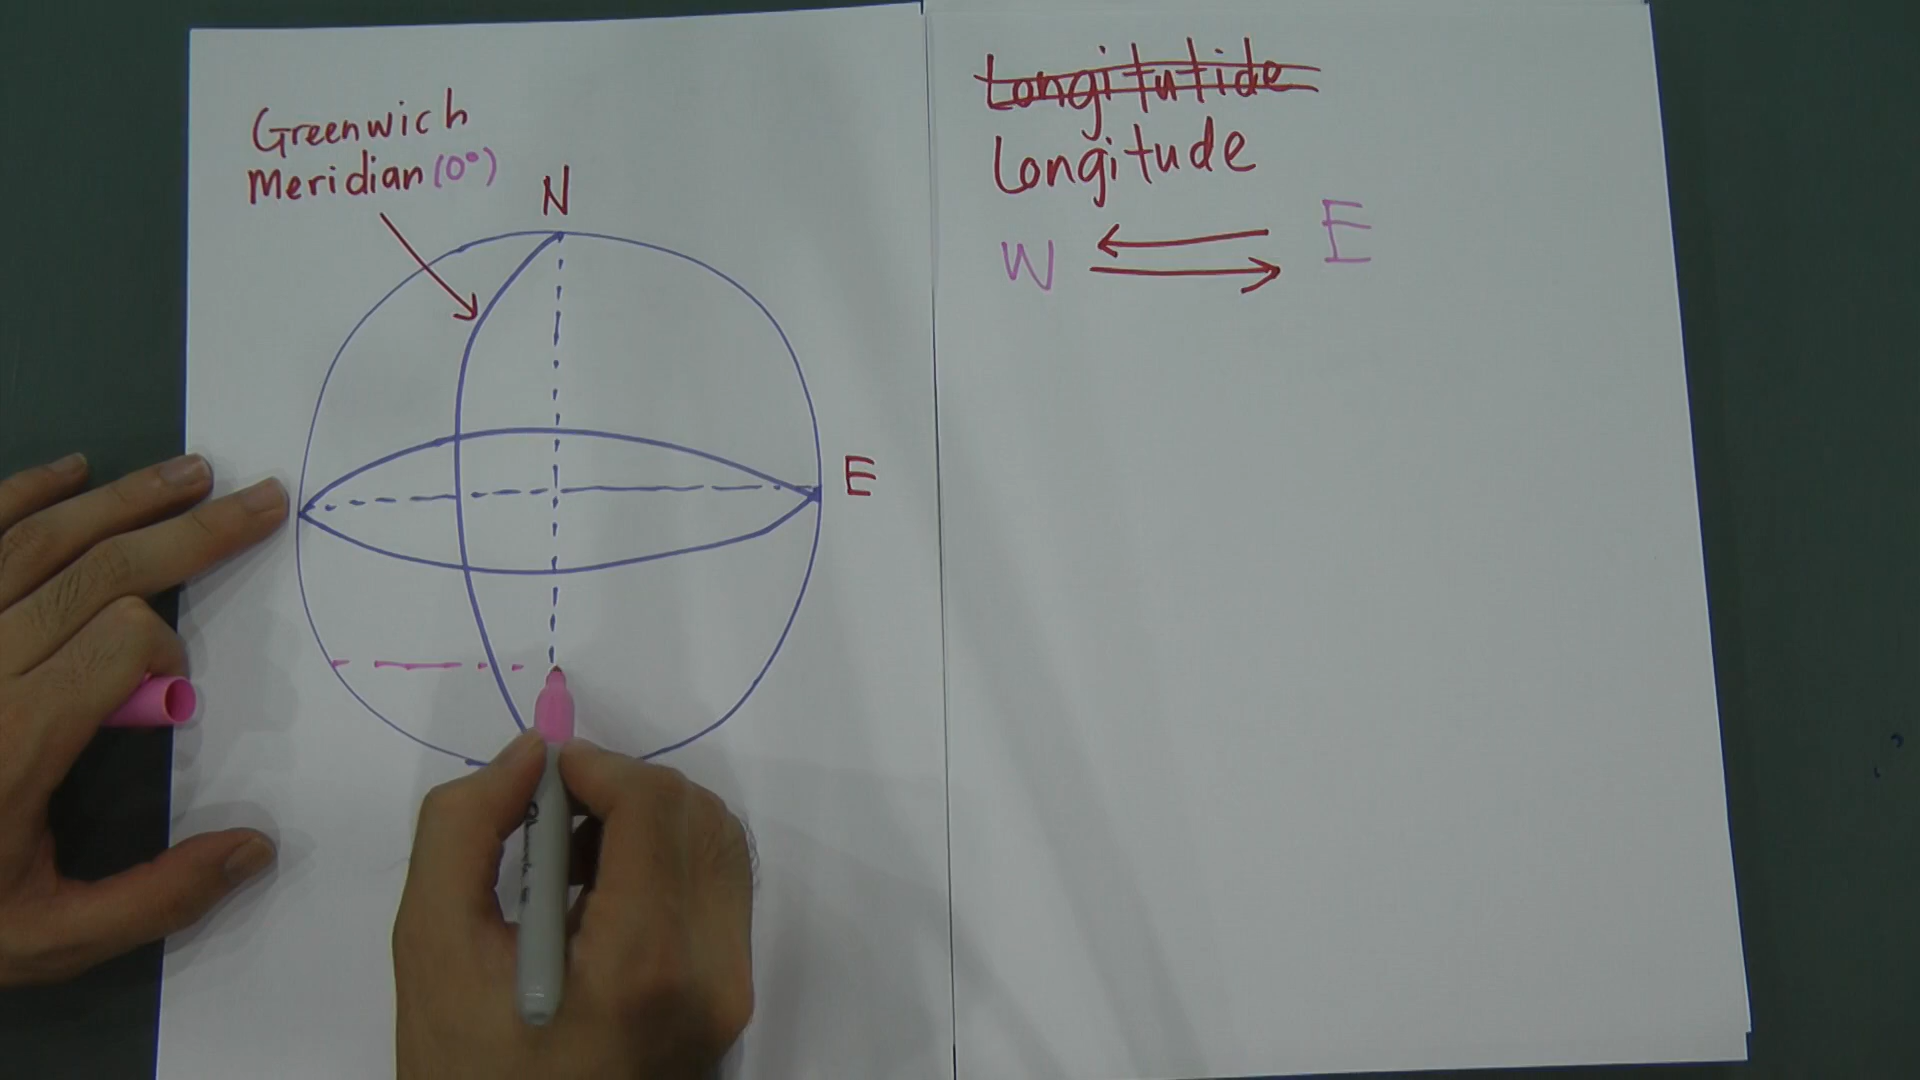 Greenwich
Meridian (0°)
N
E
Longitutide
Longitude
W E